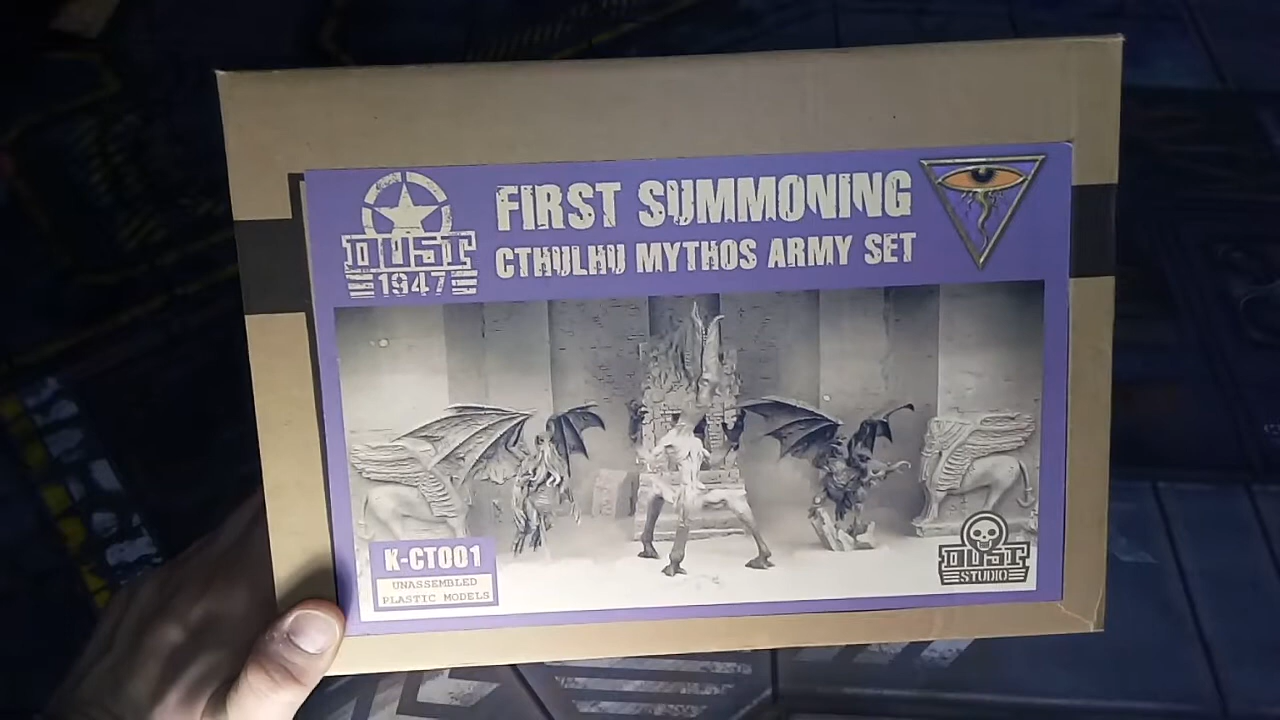 FIRST SUMMONING
CTHULHU MYTHOS ARMY SET
DUST
1947
K-CT001
UNASSEMBLED
PLASTIC MODELS
DUST
STUDIO